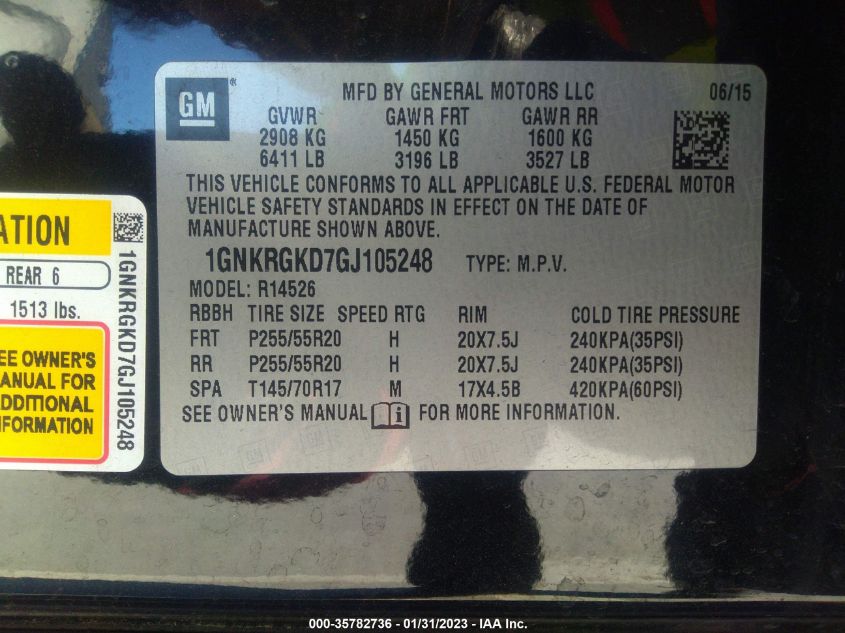 GM ®
MFD BY GENERAL MOTORS LLC 06/15
GVWR GAWR FRT GAWR RR
2908 KG 1450 KG 1600 KG
6411 LB 3196 LB 3527 LB
THIS VEHICLE CONFORMS TO ALL APPLICABLE U.S. FEDERAL MOTOR
VEHICLE SAFETY STANDARDS IN EFFECT ON THE DATE OF
MANUFACTURE SHOWN ABOVE.
1GNKRGKD7GJ105248 TYPE: M.P.V.
MODEL: R14526
RBBH TIRE SIZE SPEED RTG RIM COLD TIRE PRESSURE
FRT P255/55R20 H 20X7.5J 240KPA(35PSI)
RR P255/55R20 H 20X7.5J 240KPA(35PSI)
SPA T145/70R17 M 17X4.5B 420KPA(60PSI)
SEE OWNER'S MANUAL i FOR MORE INFORMATION.
ATION
REAR 6
1513 lbs.
EE OWNER'S
ANUAL FOR
DDITIONAL
NFORMATION
1GNKRGKD7GJ105248
000-35782736 - 01/31/2023 - IAA Inc.